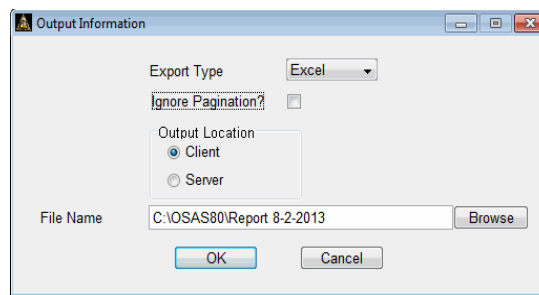 Output Information
Export Type Excel
Ignore Pagination?
Output Location
Client
Server
File Name C:\OSAS80\Report 8-2-2013 Browse
OK Cancel